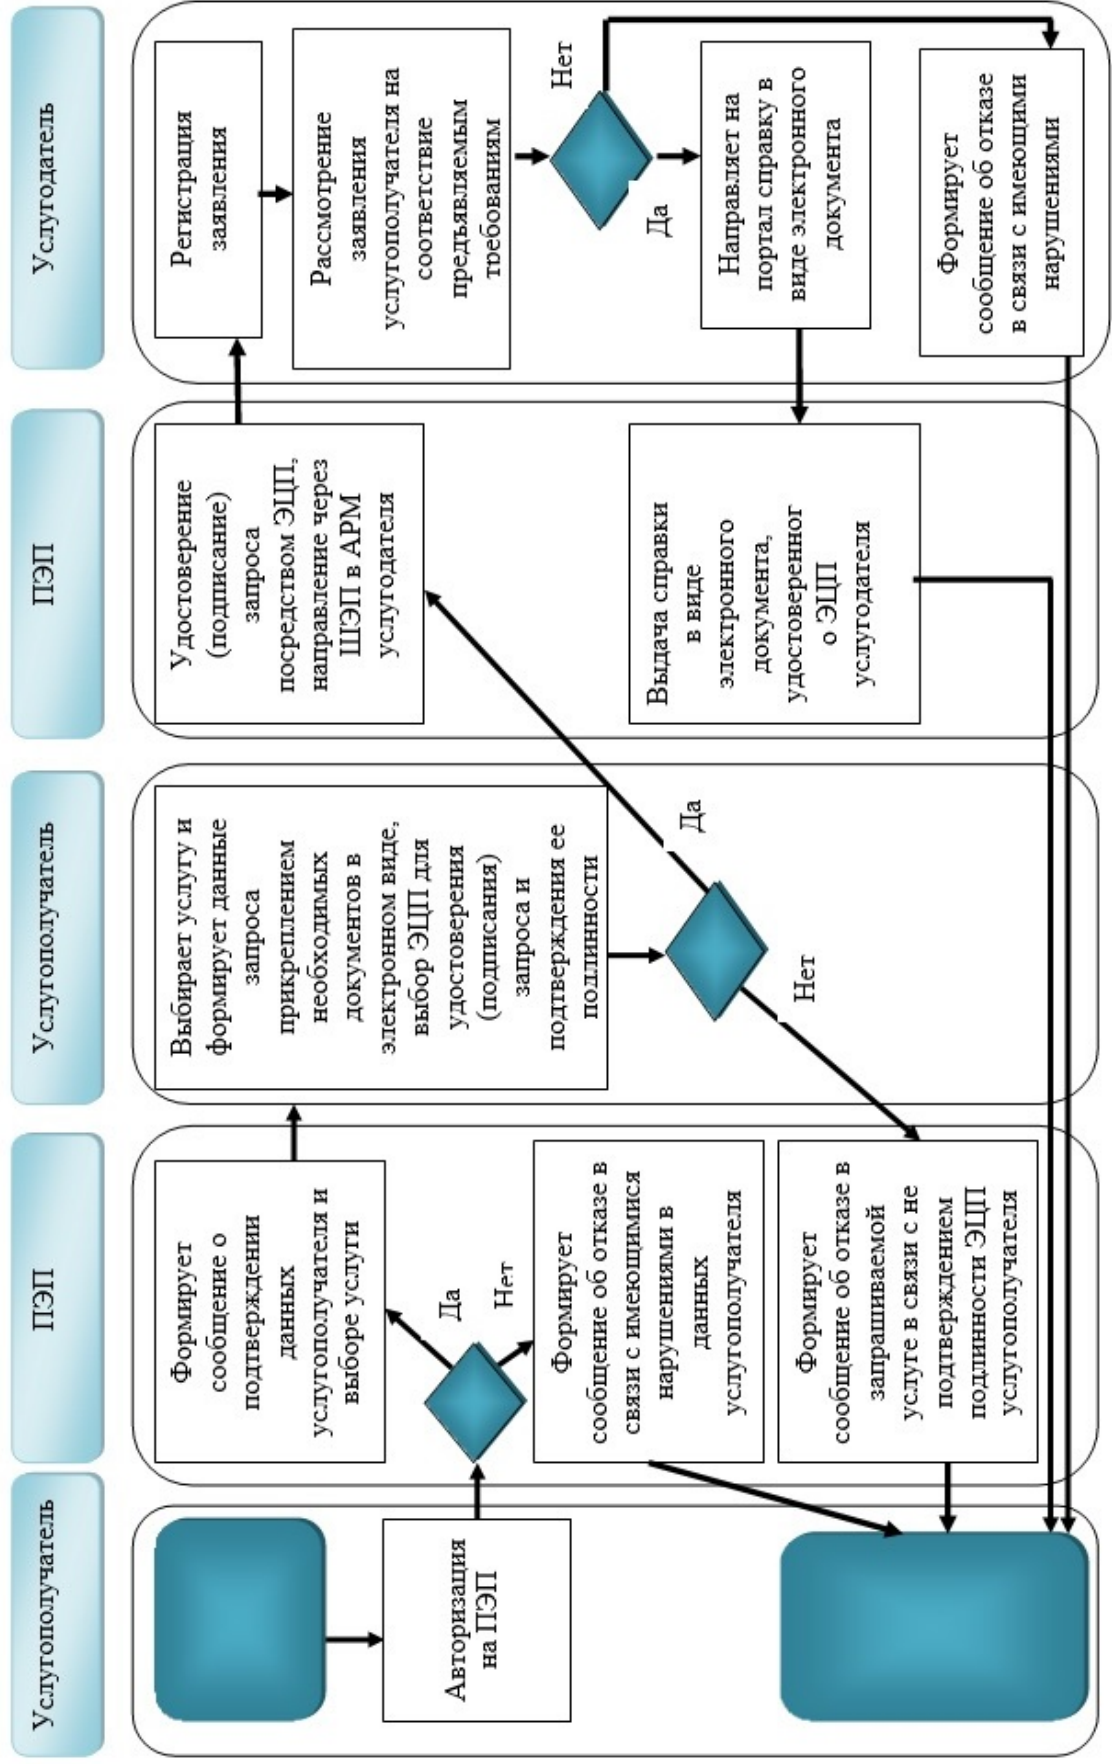 Услугополучатель
ПЭП
Услугополучатель
ПЭП
Услугодатель
Авторизация
на ПЭП
Формирует
сообщение о
подтверждении
данных
услугополучателя и
выборе услуги
Да
Нет
Формирует
сообщение об отказе в
связи с имеющимися
нарушениями в
данных
услугополучателя
Формирует
сообщение об отказе в
запрашиваемой
услуге в связи с не
подтверждением
подлинности ЭЦП
услугополучателя
Выбирает услугу и
формирует данные
запроса
прикреплением
необходимых
документов в
электронном виде,
выбор ЭЦП для
удостоверения
(подписания)
запроса и
подтверждения ее
подлинности
Да
Нет
Удостоверение
(подписание)
запроса
посредством ЭЦП,
направление через
ШЭП в АРМ
услугодателя
Выдача справки
в виде
электронного
документа,
удостоверенног
о ЭЦП
услугодателя
Регистрация
заявления
Рассмотрение
заявления
услугополучателя на
соответствие
предъявляемым
требованиям
Нет
Да
Направляет на
портал справку в
виде электронного
документа
Формирует
сообщение об отказе
в связи с имеющими
нарушениями